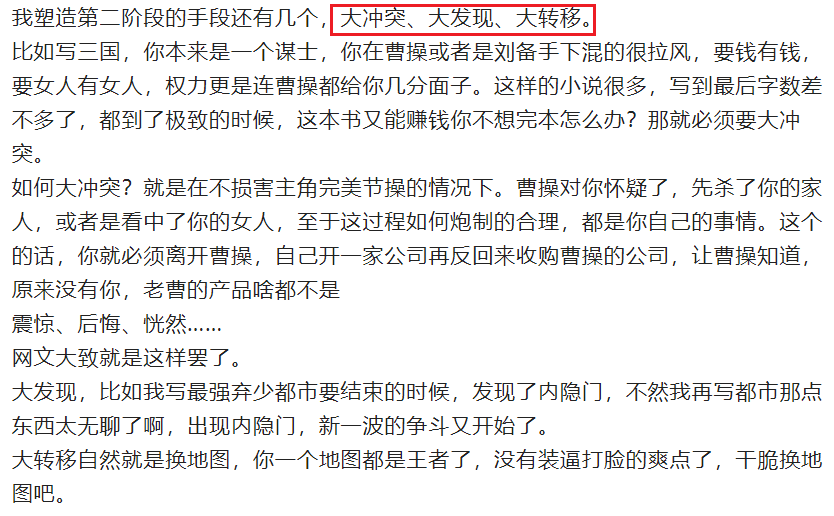 我塑造第二阶段的手段还有几个，大冲突、大发现、大转移。
比如写三国，你本来是一个谋士，你在曹操或者是刘备手下混的很拉风，要钱有钱，
要女人有女人，权力更是连曹操都给你几分面子。这样的小说很多，写到最后字数差
不多了，都到了极致的时候，这本书又能赚钱你不想完本怎么办？那就必须要大冲
突。
如何大冲突？就是在不损害主角完美节操的情况下。曹操对你怀疑了，先杀了你的家
人，或者是看中了你的女人，至于这过程如何炮制的合理，都是你自己的事情。这个
的话，你就必须离开曹操，自己开一家公司再反回来收购曹操的公司，让曹操知道，
原来没有你，老曹的产品啥都不是
震惊、后悔、恍然……
网文大致就是这样罢了。
大发现，比如我写最强弃少都市要结束的时候，发现了内隐门，不然我再写都市那点
东西太无聊了啊，出现内隐门，新一波的争斗又开始了。
大转移自然就是换地图，你一个地图都是王者了，没有装逼打脸的爽点了，干脆换地
图吧。